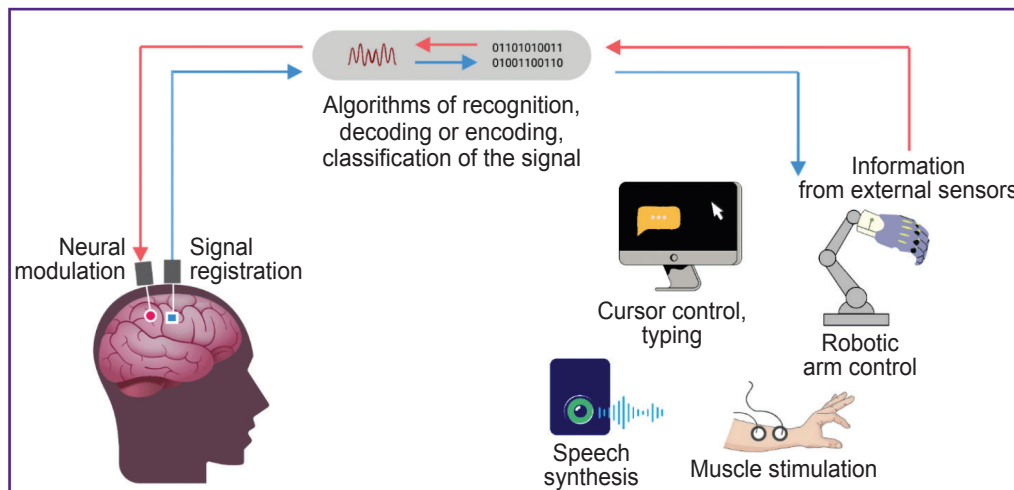 01101010011
01001100110
Algorithms of recognition,
decoding or encoding,
classification of the signal
Information
from external sensors
Neural
modulation
Signal
registration
Cursor control,
typing
Robotic
arm control
Speech
synthesis
Muscle stimulation